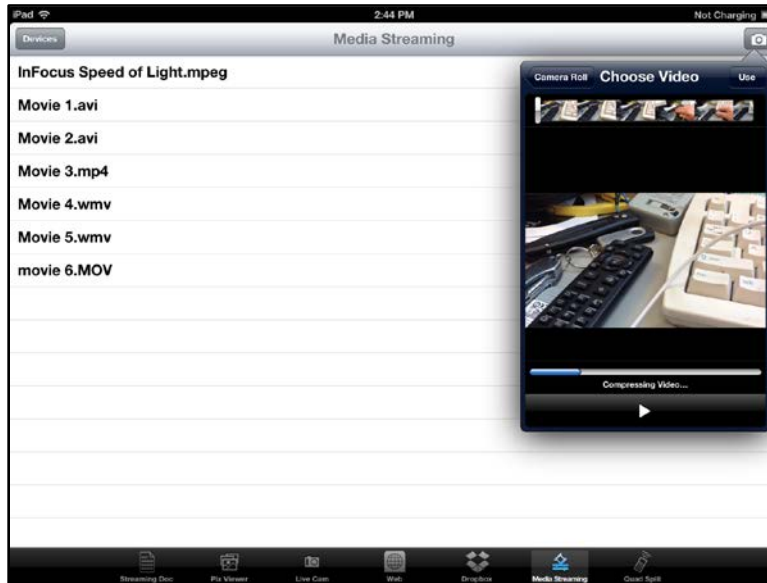 iPad 2:44 PM Not Charging
Devices Media Streaming
InFocus Speed of Light.mpeg
Movie 1.avi
Movie 2.avi
Movie 3.mp4
Movie 4.wmv
Movie 5.wmv
movie 6.MOV
Camera Roll Choose Video Use
Compressing Video...
Streaming Doc Pix Viewer Live Cam Web Dropbox Media Streaming Quad Split